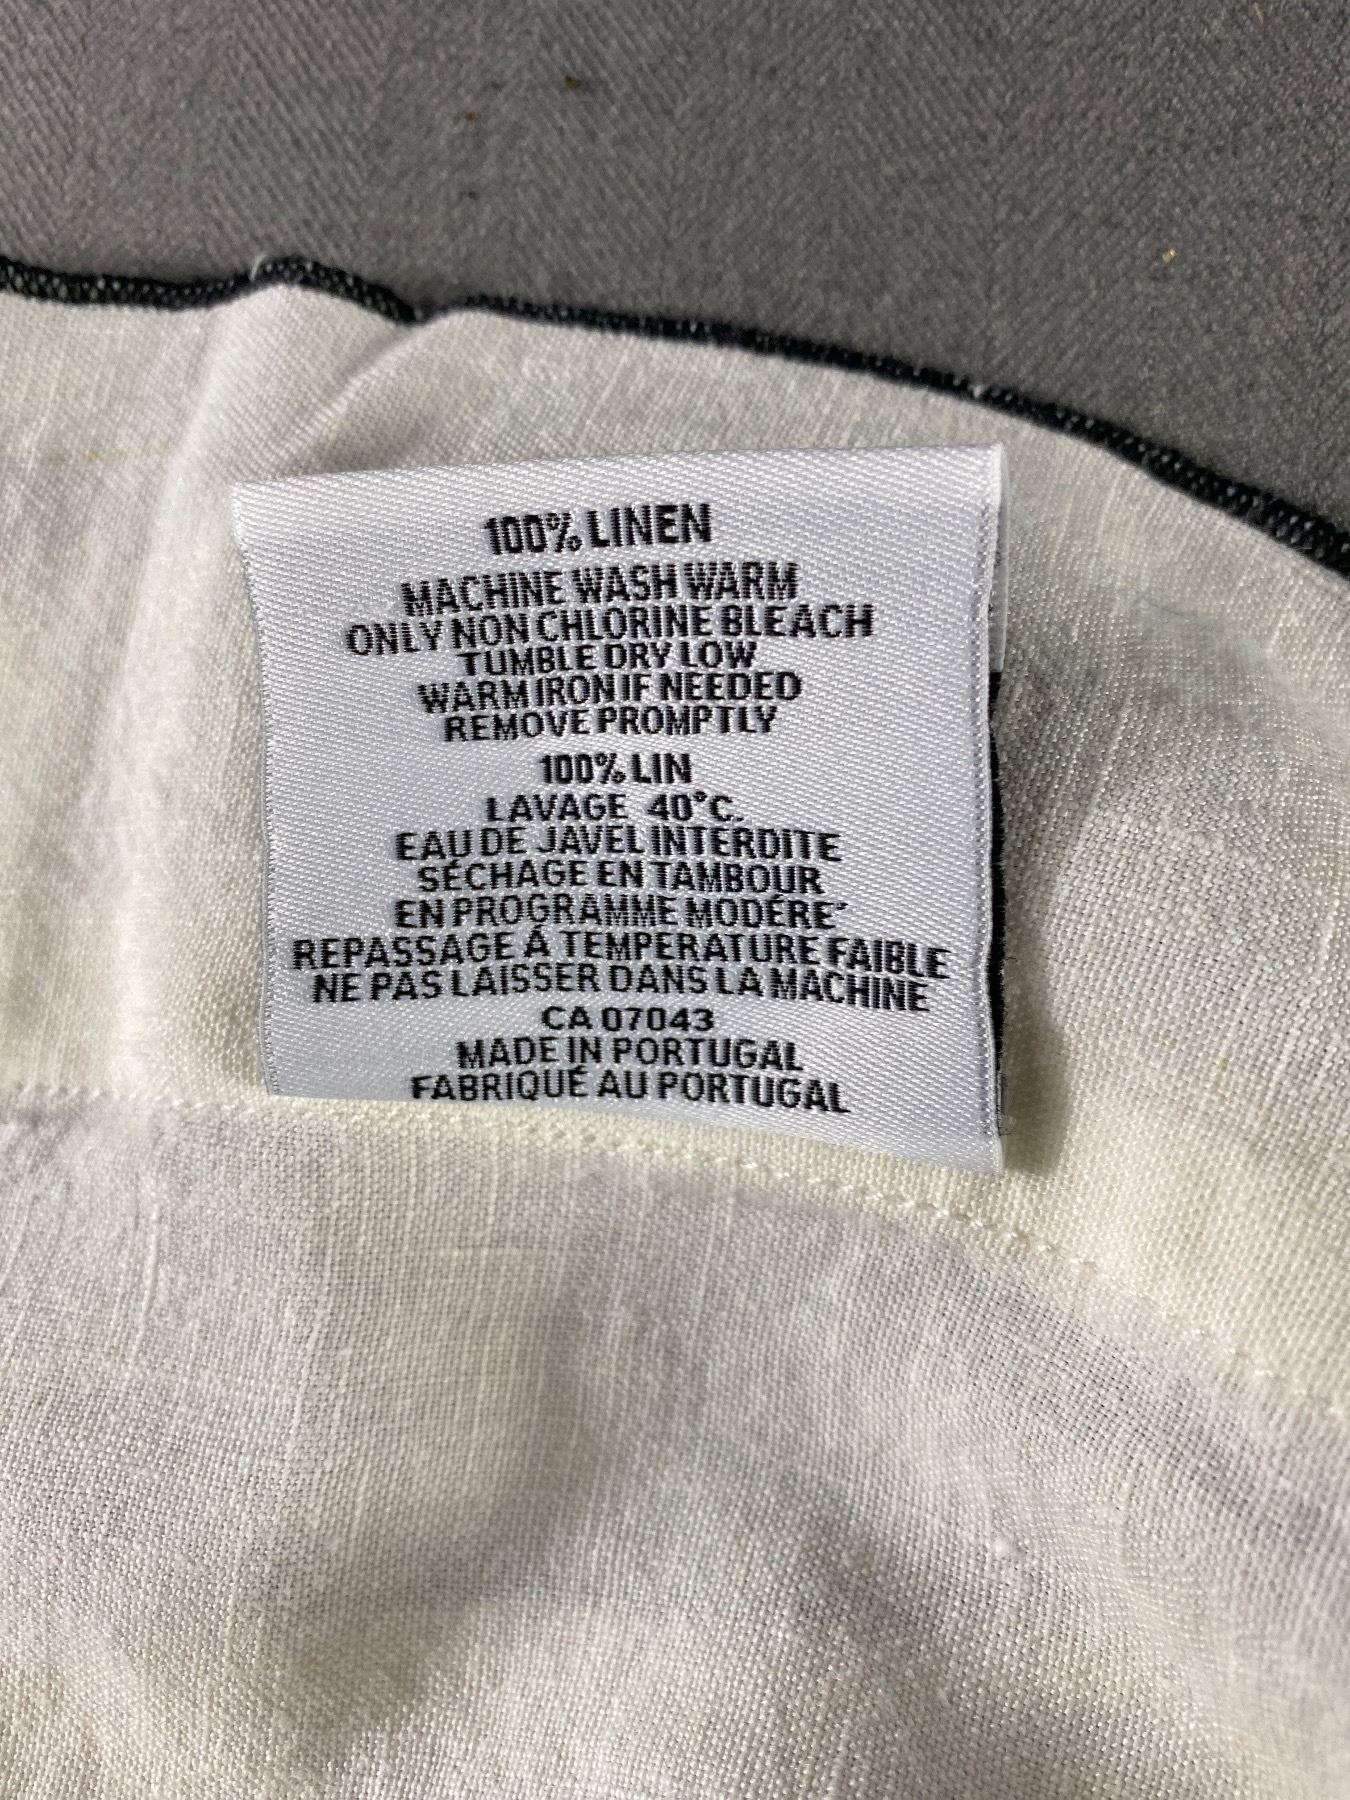 100% LINEN
MACHINE WASH WARM
ONLY NON CHLORINE BLEACH
TUMBLE DRY LOW
WARM IRON IF NEEDED
REMOVE PROMPTLY
100% LIN
LAVAGE 40°C.
EAU DE JAVEL INTERDITE
SÉCHAGE EN TAMBOUR
EN PROGRAMME MODÉRÉ
REPASSAGE Á TEMPERATURE FAIBLE
NE PAS LAISSER DANS LA MACHINE
CA 07043
MADE IN PORTUGAL
FABRIQUÉ AU PORTUGAL